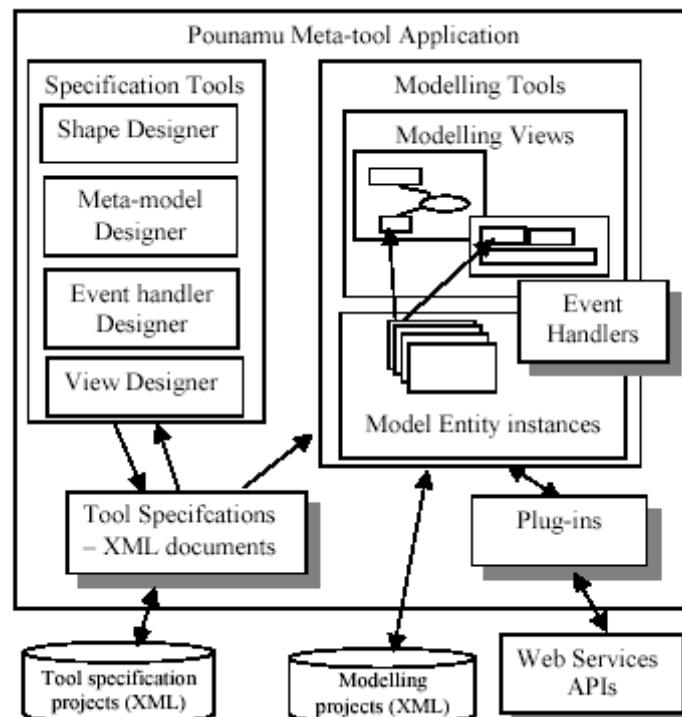 Pounamu Meta-tool Application
Specification Tools
Shape Designer
Meta-model
Designer
Event handler
Designer
View Designer
Modelling Tools
Modelling Views
Event
Handlers
Model Entity instances
Tool Specifcations
– XML documents
Plug-ins
Tool specification
projects (XML)
Modelling
projects (XML)
Web Services
APIs